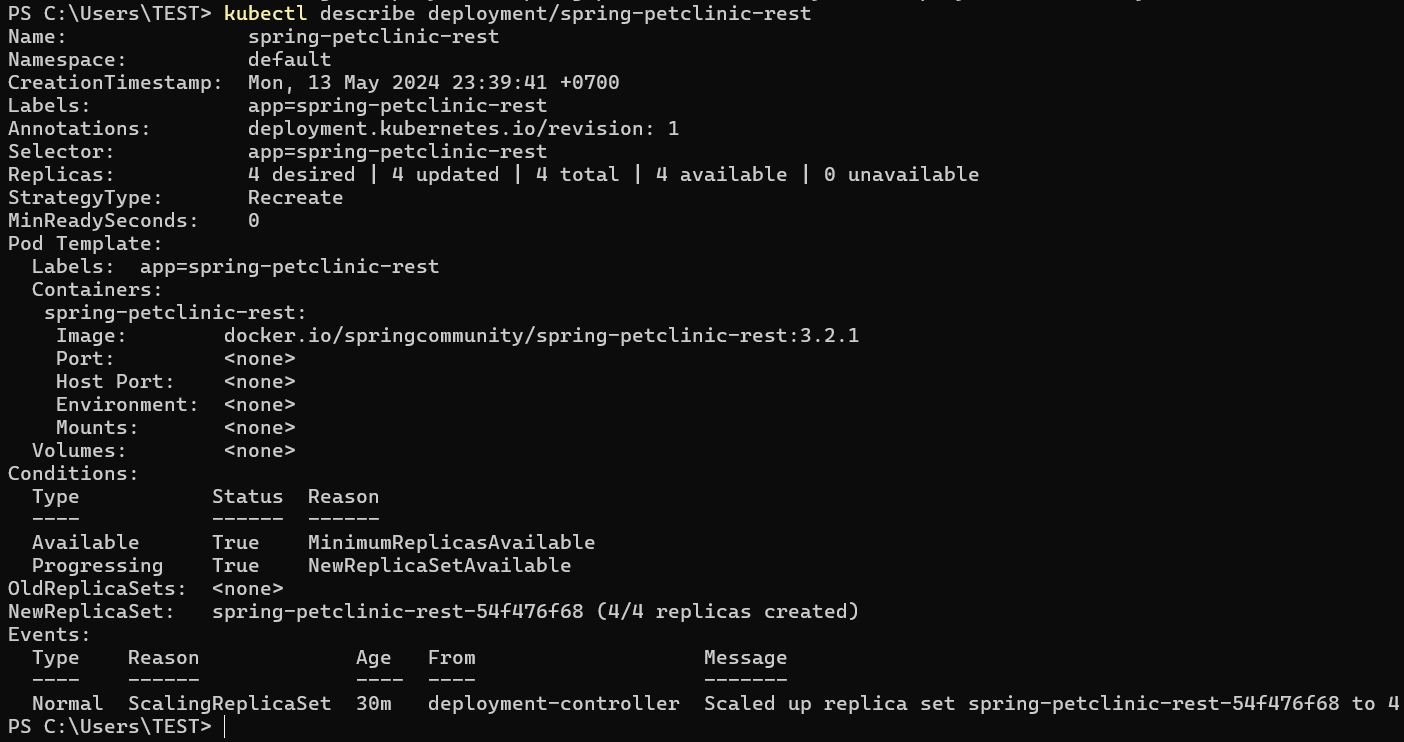 PS C:\Users\TEST> kubectl describe deployment/spring-petclinic-rest
Name:                   spring-petclinic-rest
Namespace:              default
CreationTimestamp:      Mon, 13 May 2024 23:39:41 +0700
Labels:                 app=spring-petclinic-rest
Annotations:            deployment.kubernetes.io/revision: 1
Selector:               app=spring-petclinic-rest
Replicas:               4 desired | 4 updated | 4 total | 4 available | 0 unavailable
StrategyType:           Recreate
MinReadySeconds:        0
Pod Template:
  Labels:  app=spring-petclinic-rest
  Containers:
   spring-petclinic-rest:
    Image:        docker.io/springcommunity/spring-petclinic-rest:3.2.1
    Port:         <none>
    Host Port:    <none>
    Environment:  <none>
    Mounts:       <none>
  Volumes:        <none>
Conditions:
  Type           Status  Reason
  ----           ------  ------
  Available      True    MinimumReplicasAvailable
  Progressing    True    NewReplicaSetAvailable
OldReplicaSets:  <none>
NewReplicaSet:   spring-petclinic-rest-54f476f68 (4/4 replicas created)
Events:
  Type    Reason             Age   From                   Message
  ----    ------             ----  ----                   -------
  Normal  ScalingReplicaSet  30m   deployment-controller  Scaled up replica set spring-petclinic-rest-54f476f68 to 4
PS C:\Users\TEST>